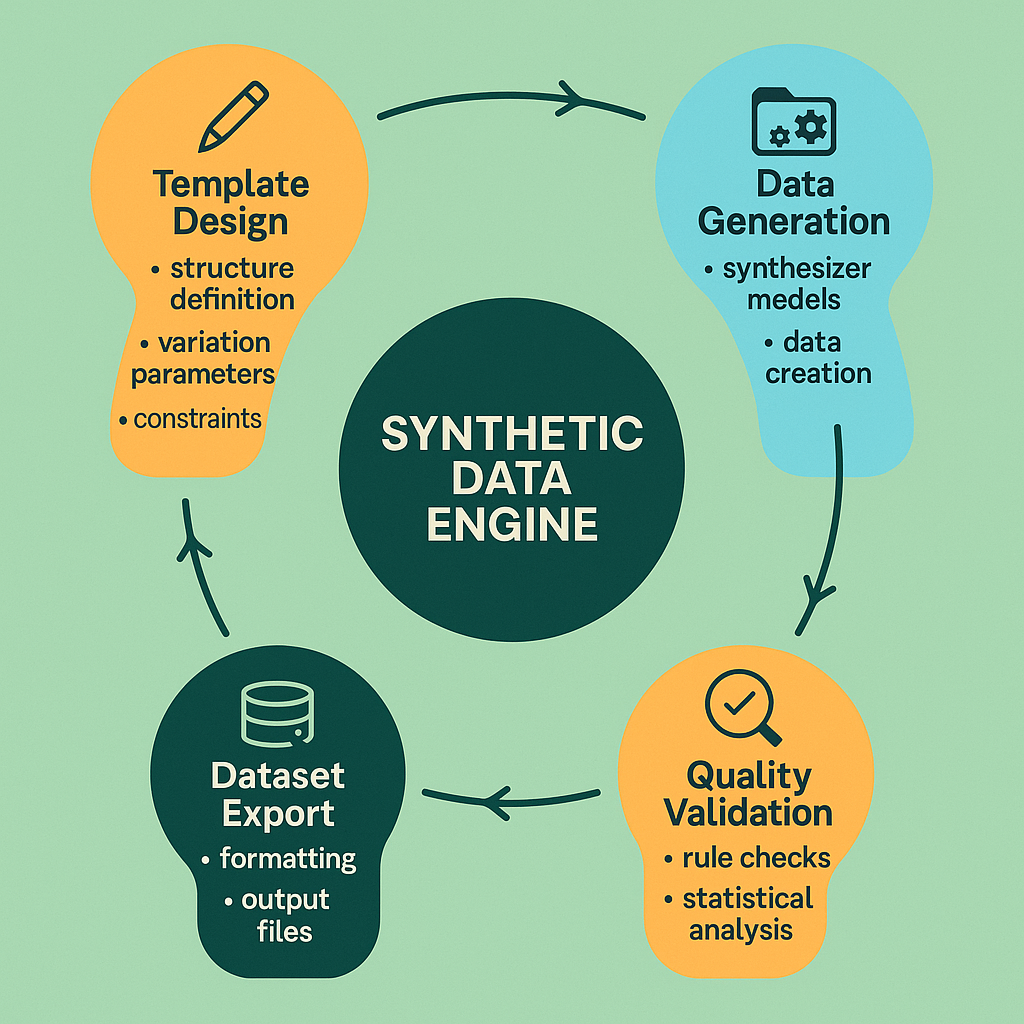 Template
Design
• structure
definition
• variation
parameters
• constraints
Data
Generation
• synthesizer
medels
• data
creation
SYNTHETIC
DATA
ENGINE
Dataset
Export
• formatting
• output
files
Quality
Validation
• rule checks
• statistical
analysis